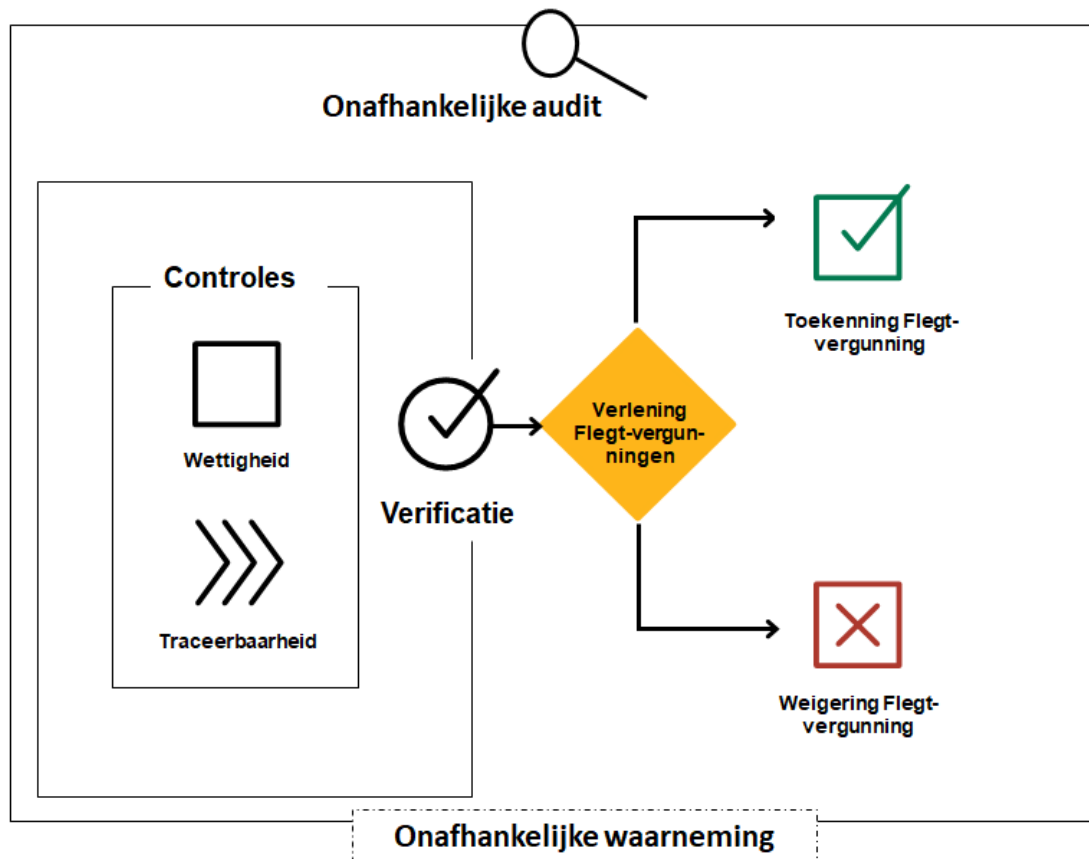 Onafhankelijke audit
Controles
Wettigheid
Traceerbaarheid
Verificatie
Verlening
Flegt-vergun-
ningen
Toekenning Flegt-
vergunning
Weigering Flegt-
vergunning
Onafhankelijke waarneming